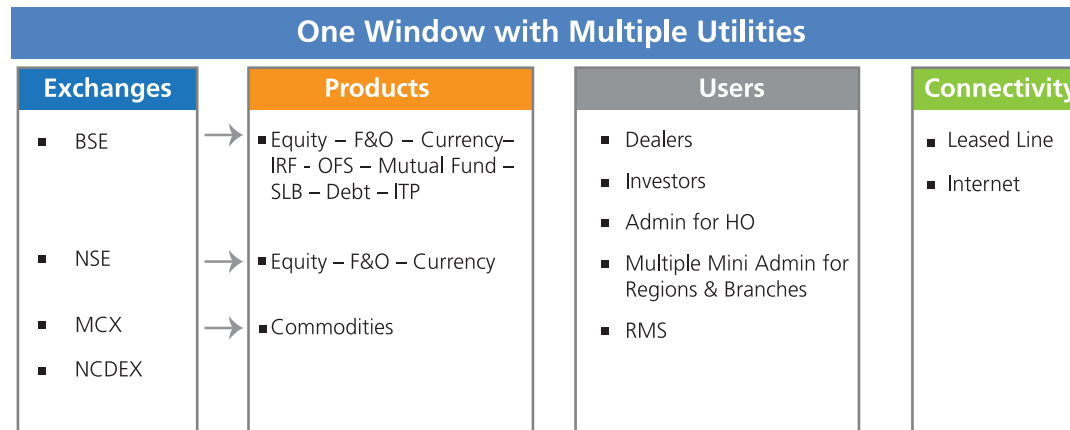 One Window with Multiple Utilities
Exchanges
BSE
NSE
MCX
NCDEX
Products
Equity – F&O – Currency–
IRF - OFS – Mutual Fund –
SLB – Debt – ITP
Equity – F&O – Currency
Commodities
Users
Dealers
Investors
Admin for HO
Multiple Mini Admin for
Regions & Branches
RMS
Connectivity
Leased Line
Internet